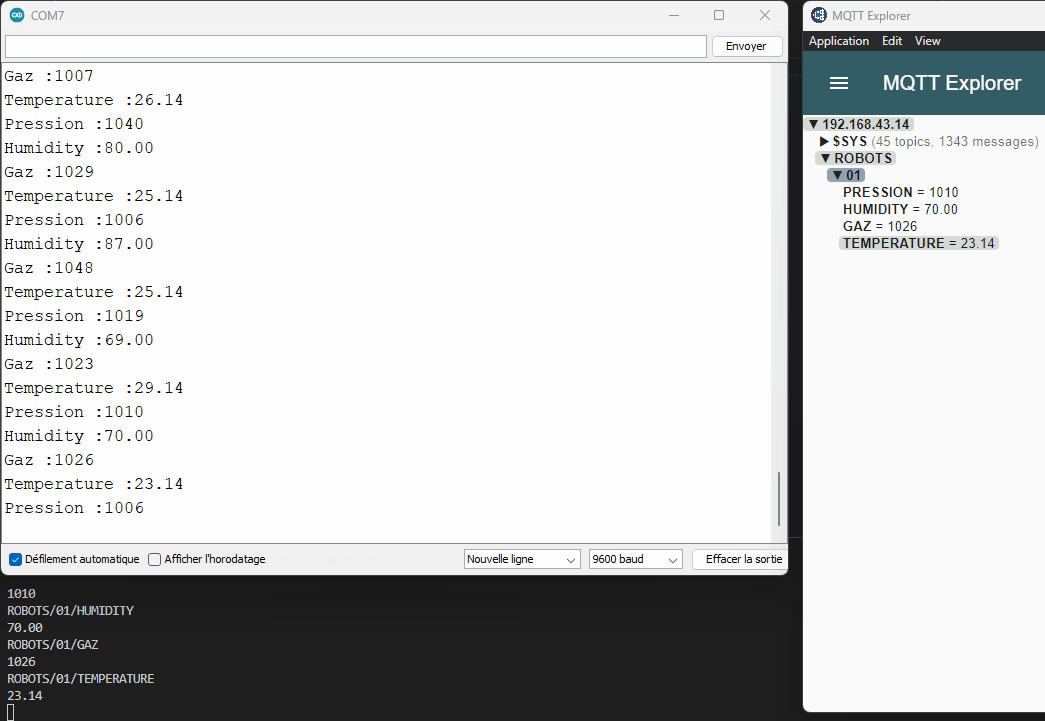 COM7
Envoyer
Gaz :1007
Temperature :26.14
Pression :1040
Humidity :80.00
Gaz :1029
Temperature :25.14
Pression :1006
Humidity :87.00
Gaz :1048
Temperature :25.14
Pression :1019
Humidity :69.00
Gaz :1023
Temperature :29.14
Pression :1010
Humidity :70.00
Gaz :1026
Temperature :23.14
Pression :1006
Défilement automatique
Afficher l'horodatage
Nouvelle ligne
9600 baud
Effacer la sortie
1010
ROBOTS/01/HUMIDITY
70.00
ROBOTS/01/GAZ
1026
ROBOTS/01/TEMPERATURE
23.14
MQTT Explorer
Application Edit View
MQTT Explorer
192.168.43.14
$SYS (45 topics, 1343 messages)
ROBOTS
01
PRESSION = 1010
HUMIDITY = 70.00
GAZ = 1026
TEMPERATURE = 23.14